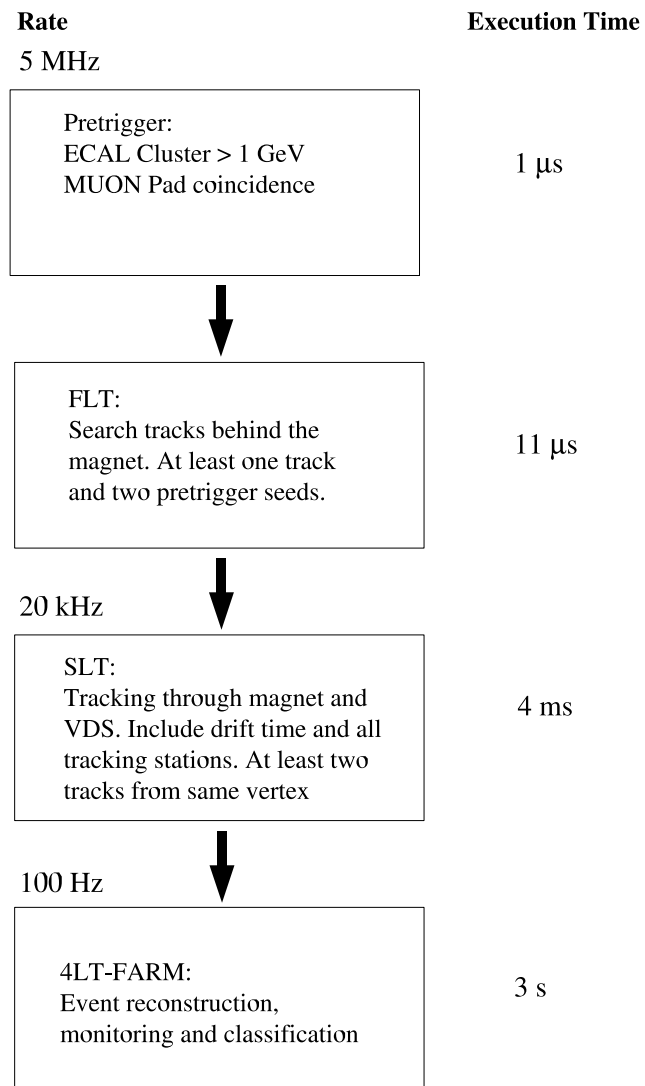 Rate
Execution Time
5 MHz
Pretrigger:
ECAL Cluster > 1 GeV
MUON Pad coincidence
1 μs
FLT:
Search tracks behind the
magnet. At least one track
and two pretrigger seeds.
11 μs
20 kHz
SLT:
Tracking through magnet and
VDS. Include drift time and all
tracking stations. At least two
tracks from same vertex
4 ms
100 Hz
4LT-FARM:
Event reconstruction,
monitoring and classification
3 s